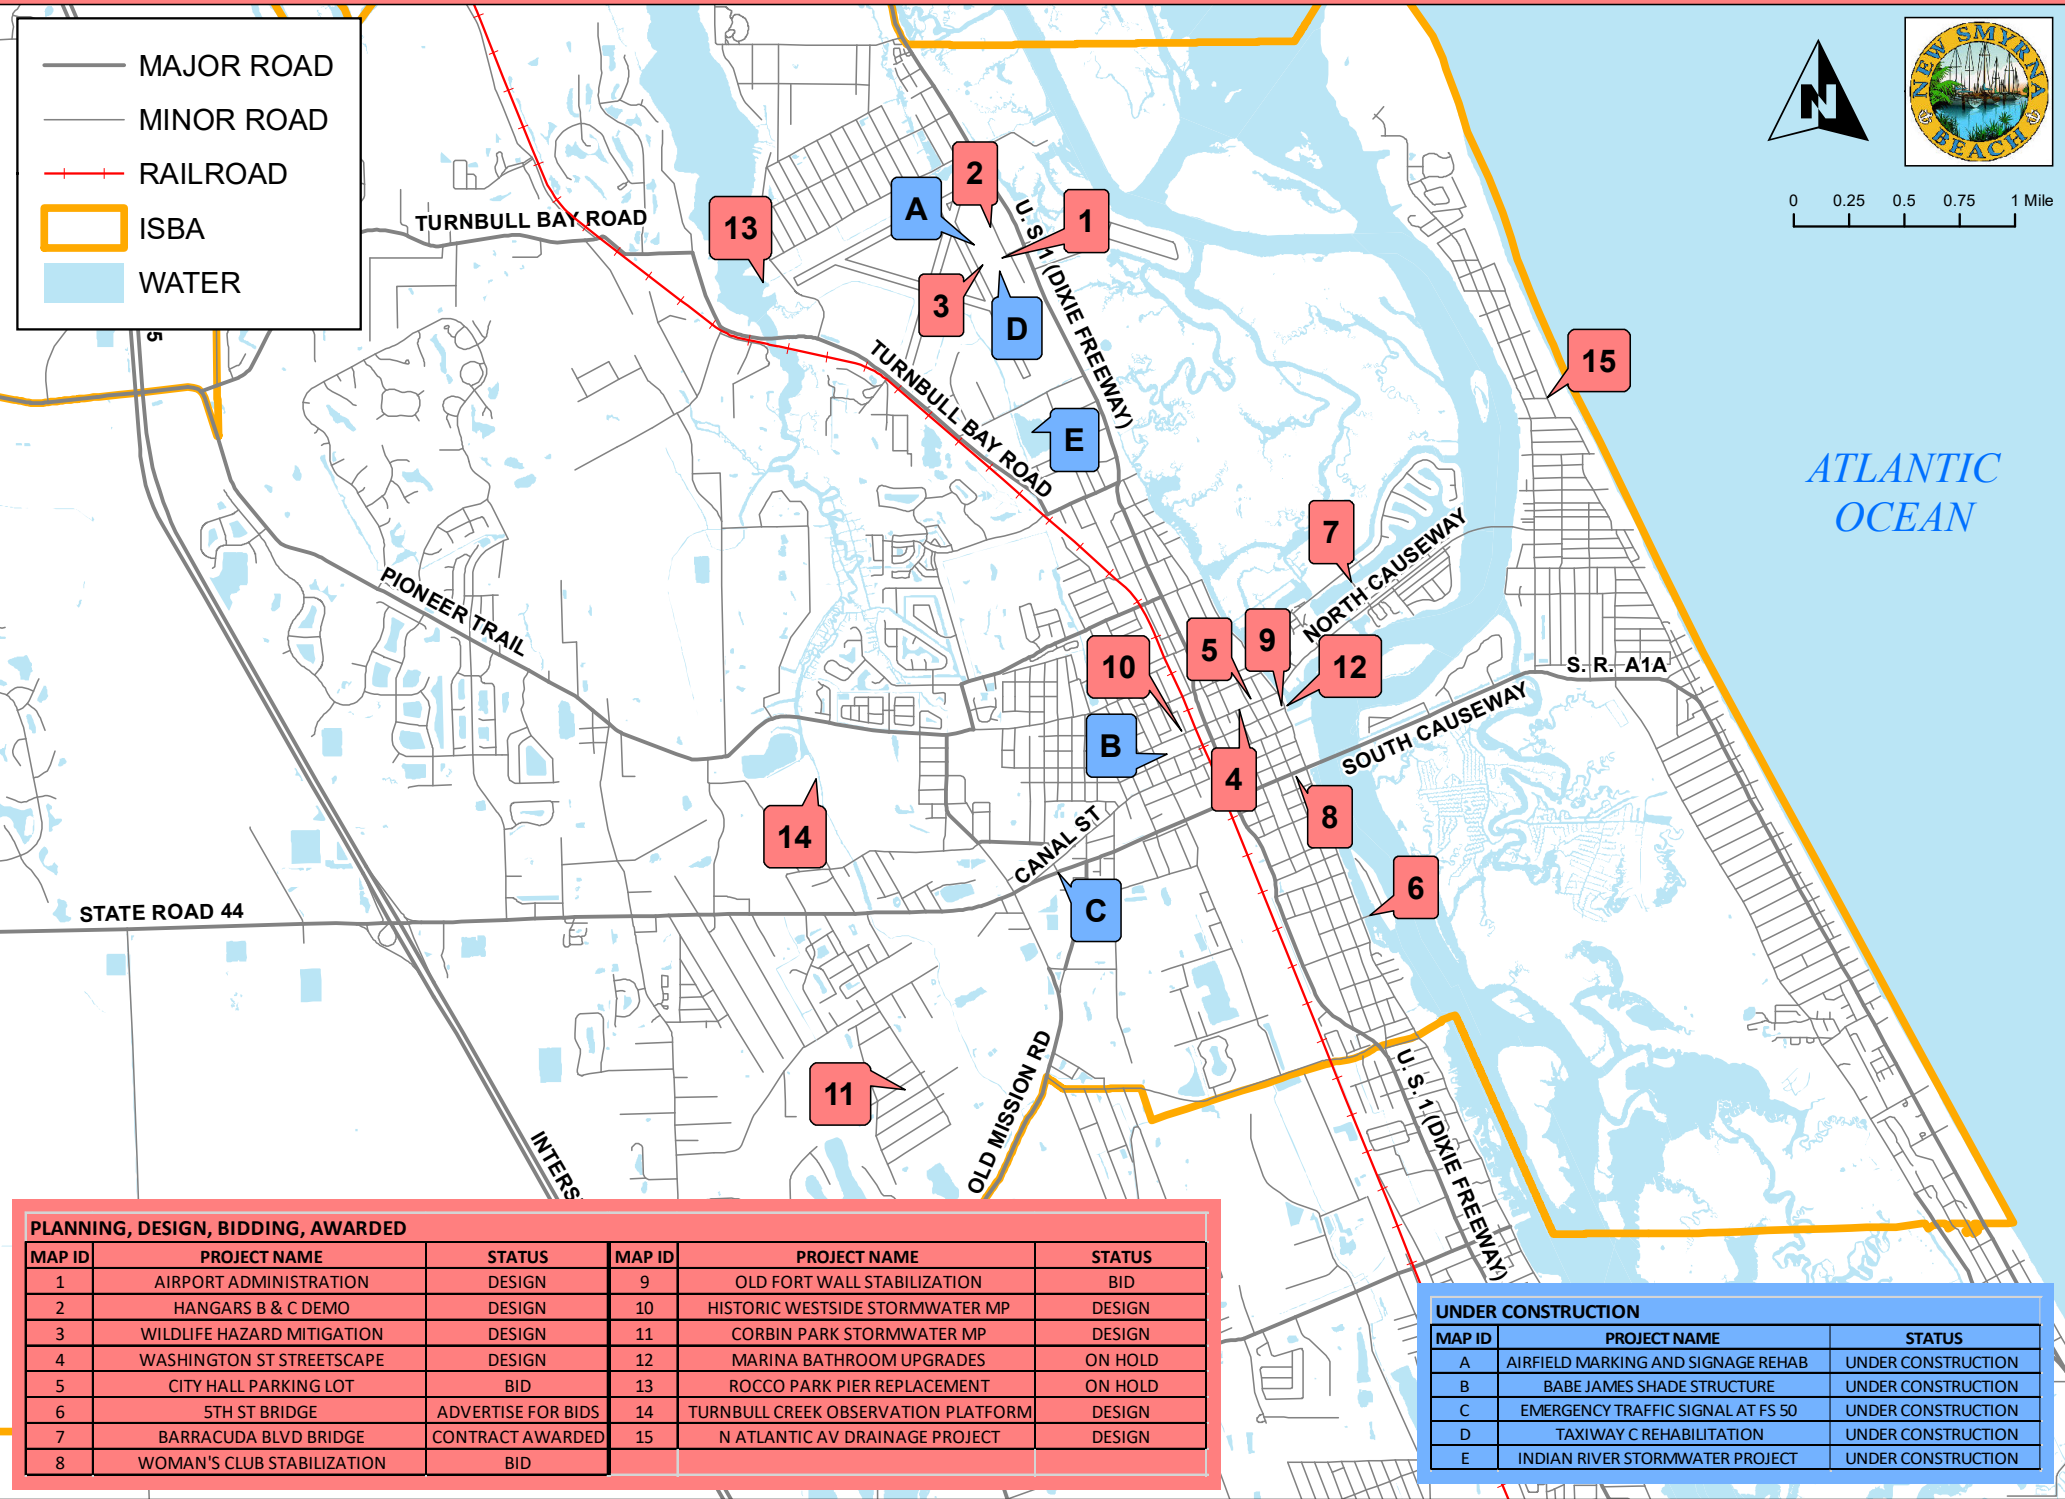 MAJOR ROAD
MINOR ROAD
RAILROAD
ISBA
WATER
NEW SMYRNA
BEACH
N
0 0.25 0.5 0.75 1 Mile
TURNBULL BAY ROAD
2
A
1
13
3
D
U. S. 1 (DIXIE FREEWAY)
15
5
TURNBULL BAY ROAD
E
ATLANTIC
OCEAN
7
NORTH CAUSEWAY
PIONEER TRAIL
5
9
10
12
S. R. A1A
B
4
SOUTH CAUSEWAY
14
8
CANAL ST
6
C
STATE ROAD 44
11
OLD MISSION RD
U. S. 1 (DIXIE FREEWAY)
PLANNING, DESIGN, BIDDING, AWARDED
MAP ID PROJECT NAME STATUS MAP ID PROJECT NAME STATUS
1 AIRPORT ADMINISTRATION DESIGN 9 OLD FORT WALL STABILIZATION BID
2 HANGARS B & C DEMO DESIGN 10 HISTORIC WESTSIDE STORMWATER MP DESIGN
3 WILDLIFE HAZARD MITIGATION DESIGN 11 CORBIN PARK STORMWATER MP DESIGN
4 WASHINGTON ST STREETSCAPE DESIGN 12 MARINA BATHROOM UPGRADES ON HOLD
5 CITY HALL PARKING LOT BID 13 ROCCO PARK PIER REPLACEMENT ON HOLD
6 5TH ST BRIDGE ADVERTISE FOR BIDS 14 TURNBULL CREEK OBSERVATION PLATFORM DESIGN
7 BARRACUDA BLVD BRIDGE CONTRACT AWARDED 15 N ATLANTIC AV DRAINAGE PROJECT DESIGN
8 WOMAN'S CLUB STABILIZATION BID
UNDER CONSTRUCTION
MAP ID PROJECT NAME STATUS
A AIRFIELD MARKING AND SIGNAGE REHAB UNDER CONSTRUCTION
B BABE JAMES SHADE STRUCTURE UNDER CONSTRUCTION
C EMERGENCY TRAFFIC SIGNAL AT FS 50 UNDER CONSTRUCTION
D TAXIWAY C REHABILITATION UNDER CONSTRUCTION
E INDIAN RIVER STORMWATER PROJECT UNDER CONSTRUCTION